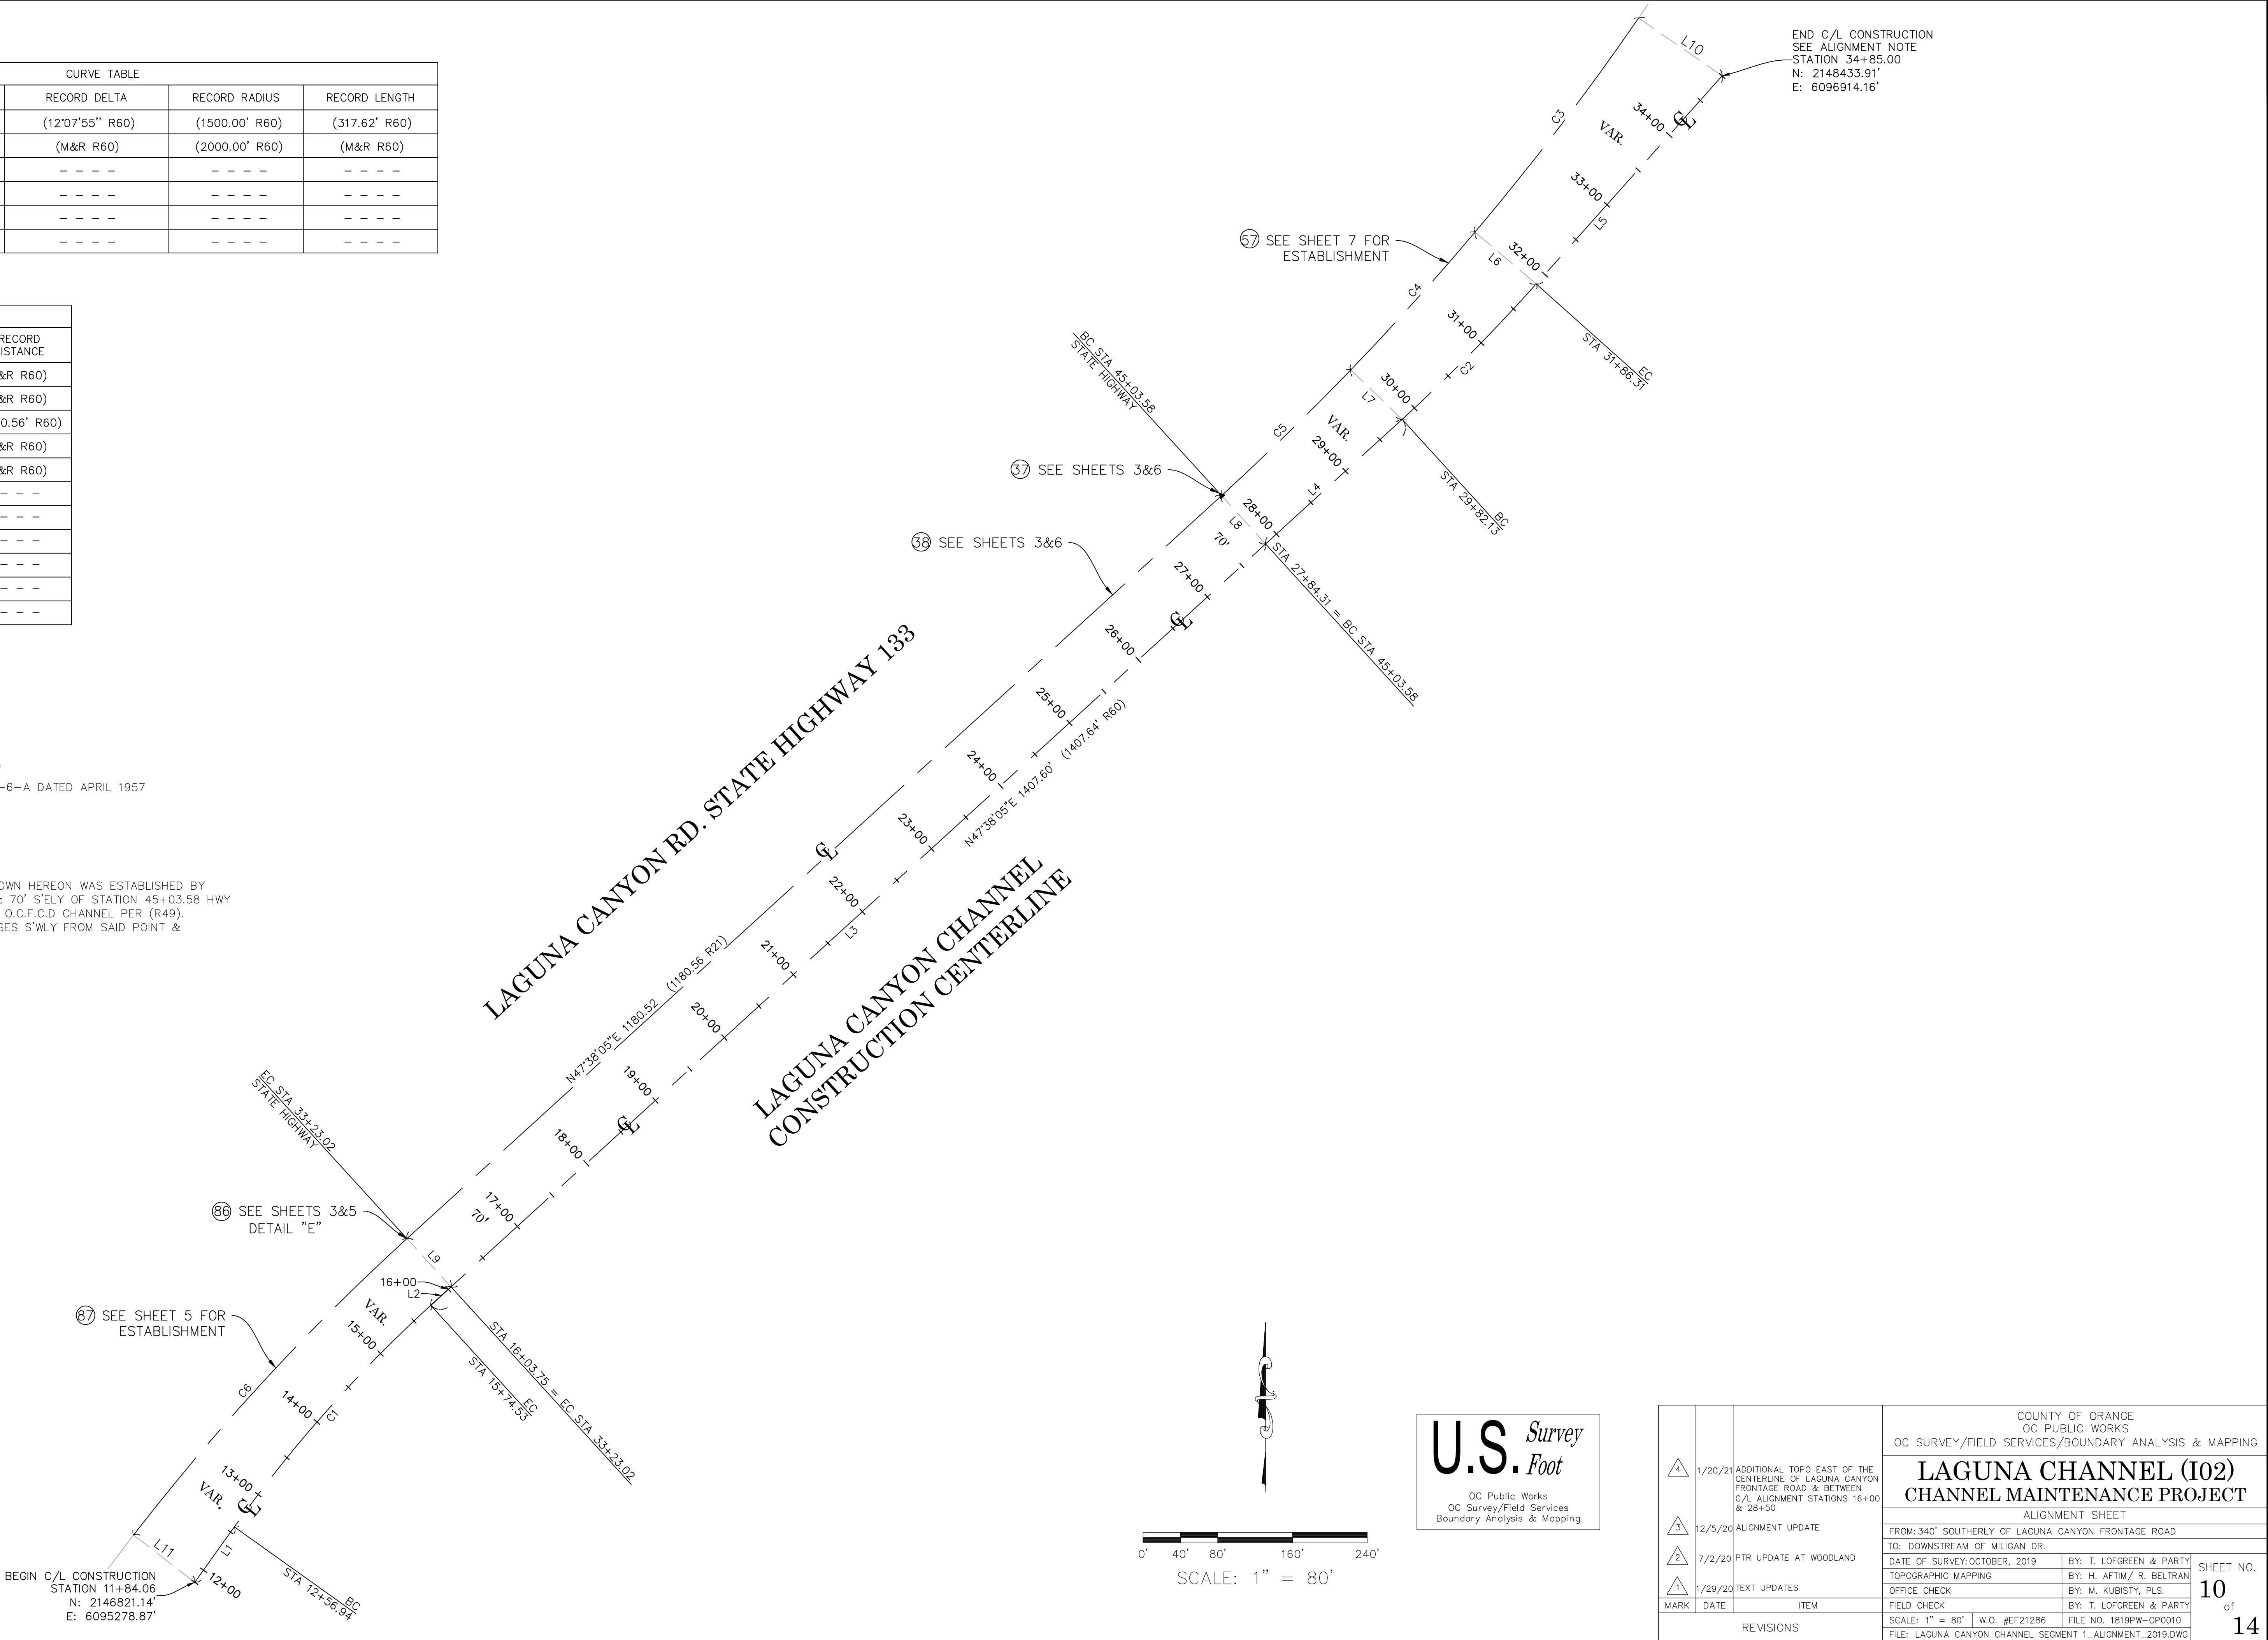 CURVE TABLE
RECORD DELTA RECORD RADIUS RECORD LENGTH
(12°07'55'' R60) (1500.00' R60) (317.62' R60)
(M&R R60) (2000.00' R60) (M&R R60)
– – – – – – – – – – – –
– – – – – – – – – – – –
– – – – – – – – – – – –
– – – – – – – – – – – –
RECORD
ISTANCE
&R R60)
&R R60)
0.56' R60)
&R R60)
&R R60)
– – –
– – –
– – –
– – –
– – –
– – –
-6-A DATED APRIL 1957
OWN HEREON WAS ESTABLISHED BY
70' S'ELY OF STATION 45+03.58 HWY
O.C.F.C.D CHANNEL PER (R49).
SES S'WLY FROM SAID POINT &
L10
END C/L CONSTRUCTION
SEE ALIGNMENT NOTE
STATION 34+85.00
N: 2148433.91'
E: 6096914.16'
C3
34+00
VAR.
33+00
L5
57 SEE SHEET 7 FOR
ESTABLISHMENT
32+00
L6
C4
31+00
EC
STA 31+86.31
C2
BC STA 45+03.58
STATE HIGHWAY
30+00
L7
C5
VAR.
29+00
BC
STA 29+82.13
37 SEE SHEETS 3&6
L4
28+00
L8
70'
38 SEE SHEETS 3&6
STA 27+84.31 = BC STA 45+03.58
27+00
26+00
25+00
24+00
N47°38'05"E 1407.60' (1407.64' R60)
23+00
LAGUNA CANYON RD. STATE HIGHWAY 133
22+00
L3
21+00
LAGUNA CANYON CHANNEL
CONSTRUCTION CENTERLINE
N47°38'05"E 1180.52 (1180.56 R21)
20+00
19+00
18+00
EC STA 33+23.02
STATE HIGHWAY
17+00
70'
86 SEE SHEETS 3&5
DETAIL "E"
L9
16+00
L2
87 SEE SHEET 5 FOR
ESTABLISHMENT
VAR.
15+00
STA 16+03.75 = EC STA 33+23.02
EC
STA 15+74.53
C6
14+00
C1
13+00
VAR.
L11
L1
12+00
BC
STA 12+56.94
BEGIN C/L CONSTRUCTION
STATION 11+84.06
N: 2146821.14'
E: 6095278.87'
0' 40' 80' 160' 240'
SCALE: 1" = 80'
U.S. Survey
Foot
OC Public Works
OC Survey/Field Services
Boundary Analysis & Mapping
4 1/20/21 ADDITIONAL TOPO EAST OF THE
CENTERLINE OF LAGUNA CANYON
FRONTAGE ROAD & BETWEEN
C/L ALIGNMENT STATIONS 16+00
& 28+50
3 12/5/20 ALIGNMENT UPDATE
2 7/2/20 PTR UPDATE AT WOODLAND
1 1/29/20 TEXT UPDATES
MARK DATE ITEM
REVISIONS
COUNTY OF ORANGE
OC PUBLIC WORKS
OC SURVEY/FIELD SERVICES/BOUNDARY ANALYSIS & MAPPING
LAGUNA CHANNEL (I02)
CHANNEL MAINTENANCE PROJECT
ALIGNMENT SHEET
FROM: 340' SOUTHERLY OF LAGUNA CANYON FRONTAGE ROAD
TO: DOWNSTREAM OF MILIGAN DR.
DATE OF SURVEY: OCTOBER, 2019 BY: T. LOFGREEN & PARTY
TOPOGRAPHIC MAPPING BY: H. AFTIM/ R. BELTRAN
OFFICE CHECK BY: M. KUBISTY, PLS.
FIELD CHECK BY: T. LOFGREEN & PARTY
SCALE: 1" = 80' W.O. #EF21286 FILE NO. 1819PW-OP0010
FILE: LAGUNA CANYON CHANNEL SEGMENT 1_ALIGNMENT_2019.DWG
SHEET NO.
10
of
14